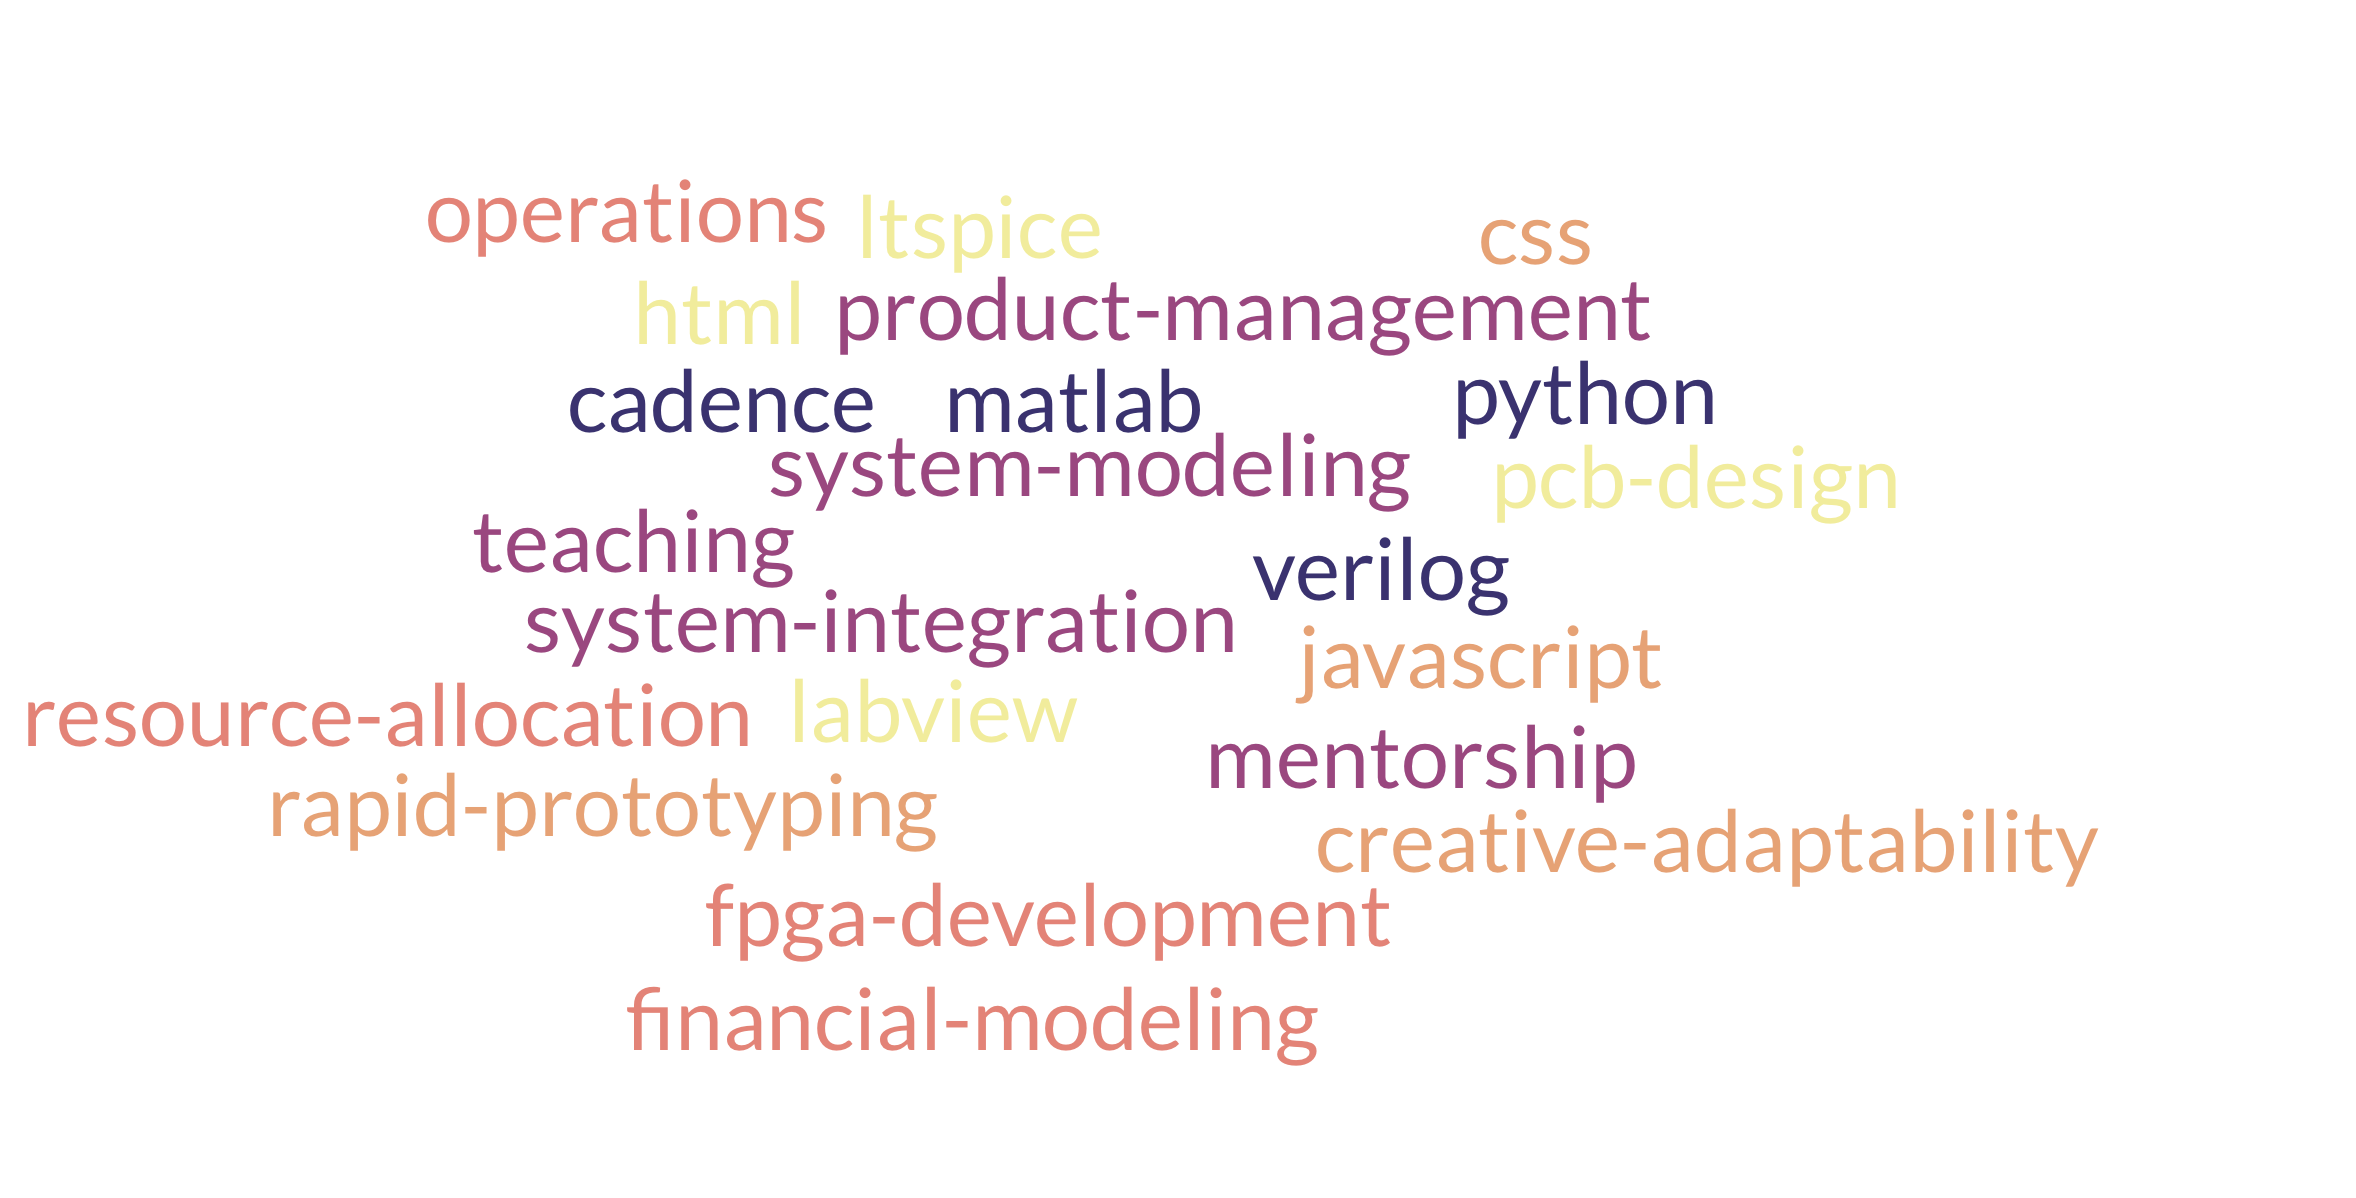 operations ltspice css
html product-management
cadence matlab python
system-modeling pcb-design
teaching verilog
system-integration javascript
resource-allocation labview mentorship
rapid-prototyping creative-adaptability
fpga-development
financial-modeling